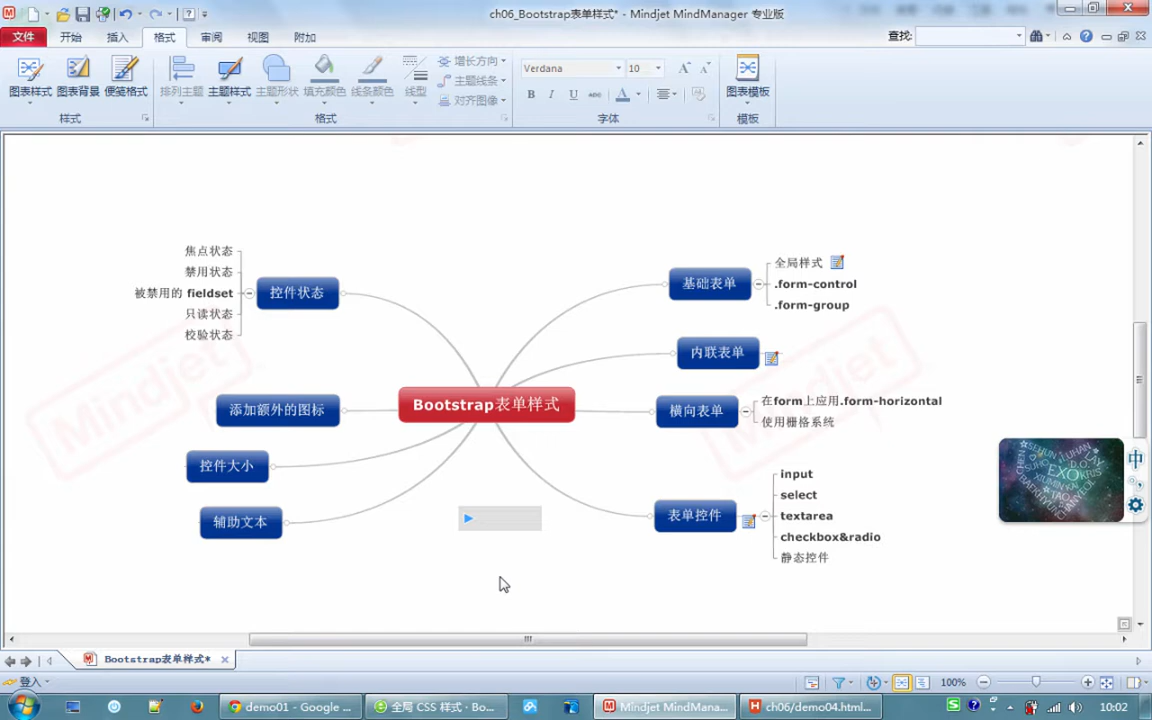 ch06_Bootstrap表单样式* - Mindjet MindManager 专业版
文件 开始 插入 格式 审阅 视图 附加 查找:
图表样式 图表背景 便笺格式 排列主题 主题样式 主题形状 填充颜色 线条颜色 线型 增长方向 主题线条 对齐图像 Verdana 10 B I U abc A 图表模板
样式 格式 字体 模板
焦点状态
禁用状态
被禁用的 fieldset
只读状态
校验状态
控件状态
添加额外的图标
控件大小
辅助文本
Bootstrap表单样式
基础表单
全局样式
.form-control
.form-group
内联表单
横向表单
在form上应用.form-horizontal
使用栅格系统
表单控件
input
select
textarea
checkbox&radio
静态控件
Mindjet
Mindjet
EXO
中
Bootstrap表单样式*
登入 100%
demo01 - Google ... 全局 CSS 样式 · Bo... Mindjet MindMana... ch06/demo04.html... 10:02